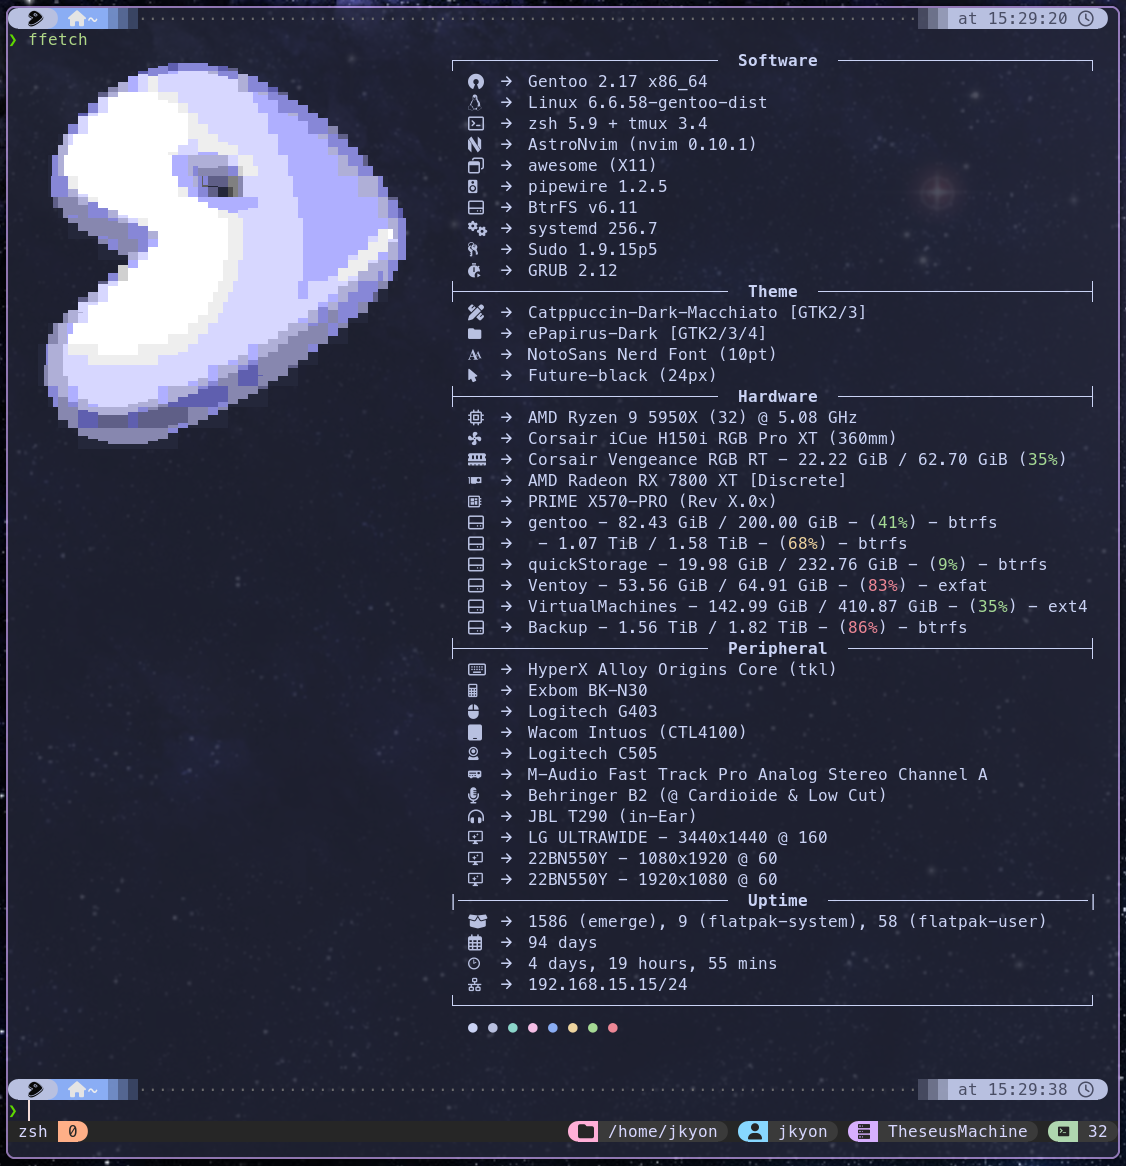 ~ at 15:29:20
❯ ffetch
Software
→ Gentoo 2.17 x86_64
→ Linux 6.6.58-gentoo-dist
→ zsh 5.9 + tmux 3.4
→ AstroNvim (nvim 0.10.1)
→ awesome (X11)
→ pipewire 1.2.5
→ BtrFS v6.11
→ systemd 256.7
→ Sudo 1.9.15p5
→ GRUB 2.12
Theme
→ Catppuccin-Dark-Macchiato [GTK2/3]
→ ePapirus-Dark [GTK2/3/4]
→ NotoSans Nerd Font (10pt)
→ Future-black (24px)
Hardware
→ AMD Ryzen 9 5950X (32) @ 5.08 GHz
→ Corsair iCue H150i RGB Pro XT (360mm)
→ Corsair Vengeance RGB RT - 22.22 GiB / 62.70 GiB (35%)
→ AMD Radeon RX 7800 XT [Discrete]
→ PRIME X570-PRO (Rev X.0x)
→ gentoo - 82.43 GiB / 200.00 GiB - (41%) - btrfs
→ - 1.07 TiB / 1.58 TiB - (68%) - btrfs
→ quickStorage - 19.98 GiB / 232.76 GiB - (9%) - btrfs
→ Ventoy - 53.56 GiB / 64.91 GiB - (83%) - exfat
→ VirtualMachines - 142.99 GiB / 410.87 GiB - (35%) - ext4
→ Backup - 1.56 TiB / 1.82 TiB - (86%) - btrfs
Peripheral
→ HyperX Alloy Origins Core (tkl)
→ Exbom BK-N30
→ Logitech G403
→ Wacom Intuos (CTL4100)
→ Logitech C505
→ M-Audio Fast Track Pro Analog Stereo Channel A
→ Behringer B2 (@ Cardioide & Low Cut)
→ JBL T290 (in-Ear)
→ LG ULTRAWIDE - 3440x1440 @ 160
→ 22BN550Y - 1080x1920 @ 60
→ 22BN550Y - 1920x1080 @ 60
Uptime
→ 1586 (emerge), 9 (flatpak-system), 58 (flatpak-user)
→ 94 days
→ 4 days, 19 hours, 55 mins
→ 192.168.15.15/24
~ at 15:29:38
❯
zsh 0 /home/jkyon jkyon TheseusMachine 32